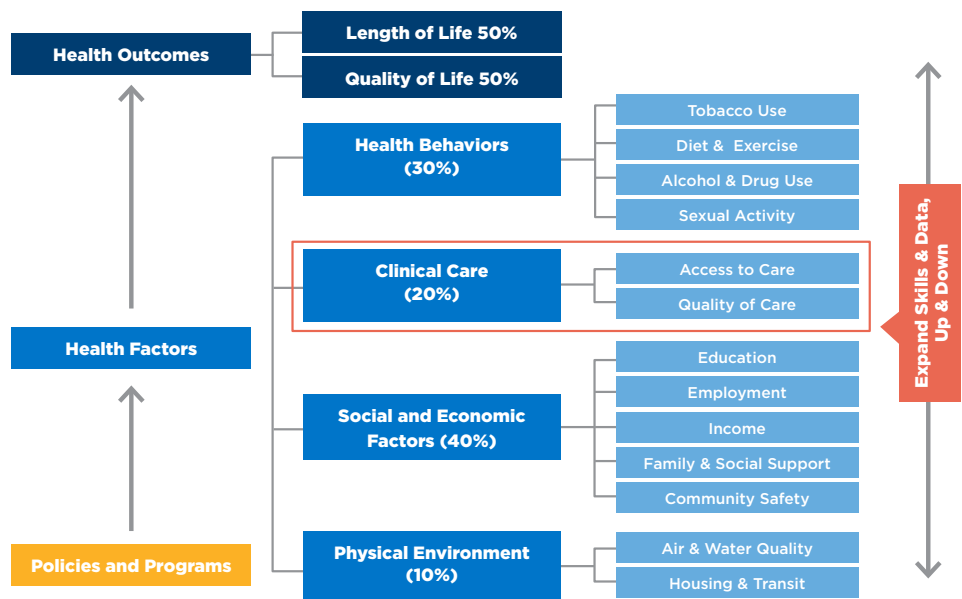 Health Outcomes
Length of Life 50%
Quality of Life 50%
Health Behaviors
(30%)
Tobacco Use
Diet &  Exercise
Alcohol & Drug Use
Sexual Activity
Clinical Care
(20%)
Access to Care
Quality of Care
Health Factors
Social and Economic
Factors (40%)
Education
Employment
Income
Family & Social Support
Community Safety
Policies and Programs
Physical Environment
(10%)
Air & Water Quality
Housing & Transit
Expand Skills & Data,
Up & Down